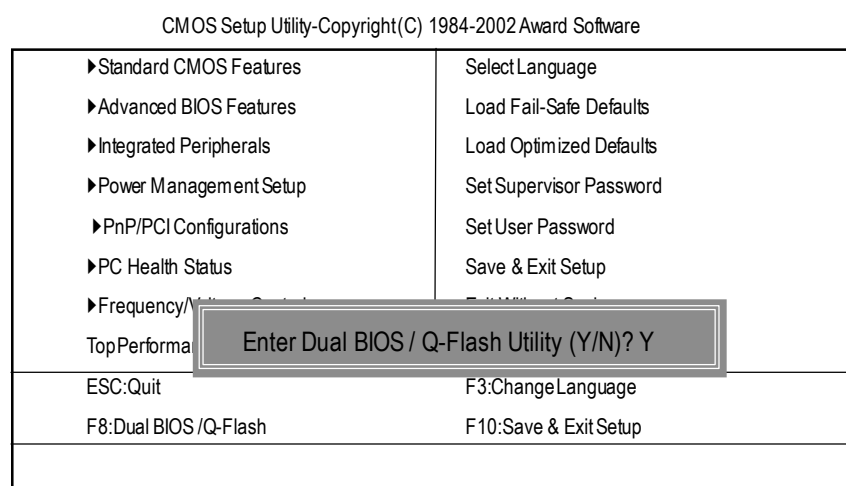 CMOS Setup Utility-Copyright (C) 1984-2002 Award Software
▶Standard CMOS Features
Select Language
▶Advanced BIOS Features
Load Fail-Safe Defaults
▶Integrated Peripherals
Load Optimized Defaults
▶Power Management Setup
Set Supervisor Password
▶PnP/PCI Configurations
Set User Password
▶PC Health Status
Save & Exit Setup
▶Frequency/
Top
Enter Dual BIOS / Q-Flash Utility (Y/N)? Y
ESC:Quit
F3:Change Language
F8:Dual BIOS /Q-Flash
F10:Save & Exit Setup